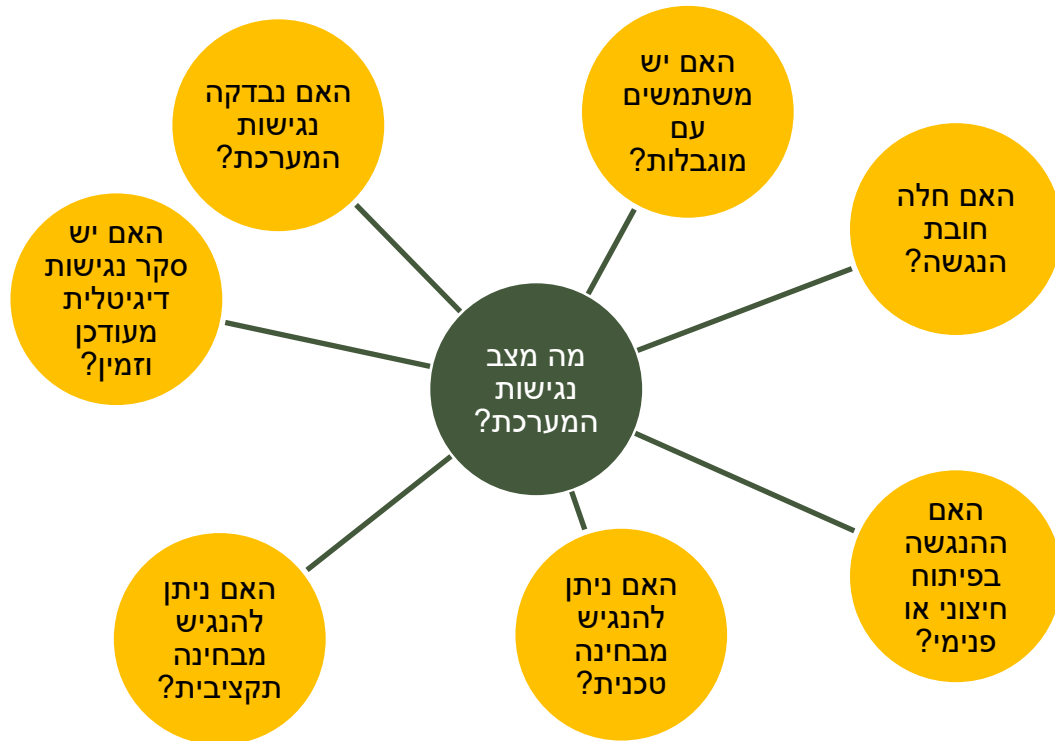 האם יש
משתמשים
עם
מוגבלות?
האם חלה
חובת
הנגשה?
האם
ההנגשה
בפיתוח
חיצוני או
פנימי?
האם ניתן
להנגיש
מבחינה
טכנית?
האם ניתן
להנגיש
מבחינה
תקציבית?
האם יש
סקר נגישות
דיגיטלית
מעודכן
וזמין?
האם נבדקה
נגישות
המערכת?
מה מצב
נגישות
המערכת?